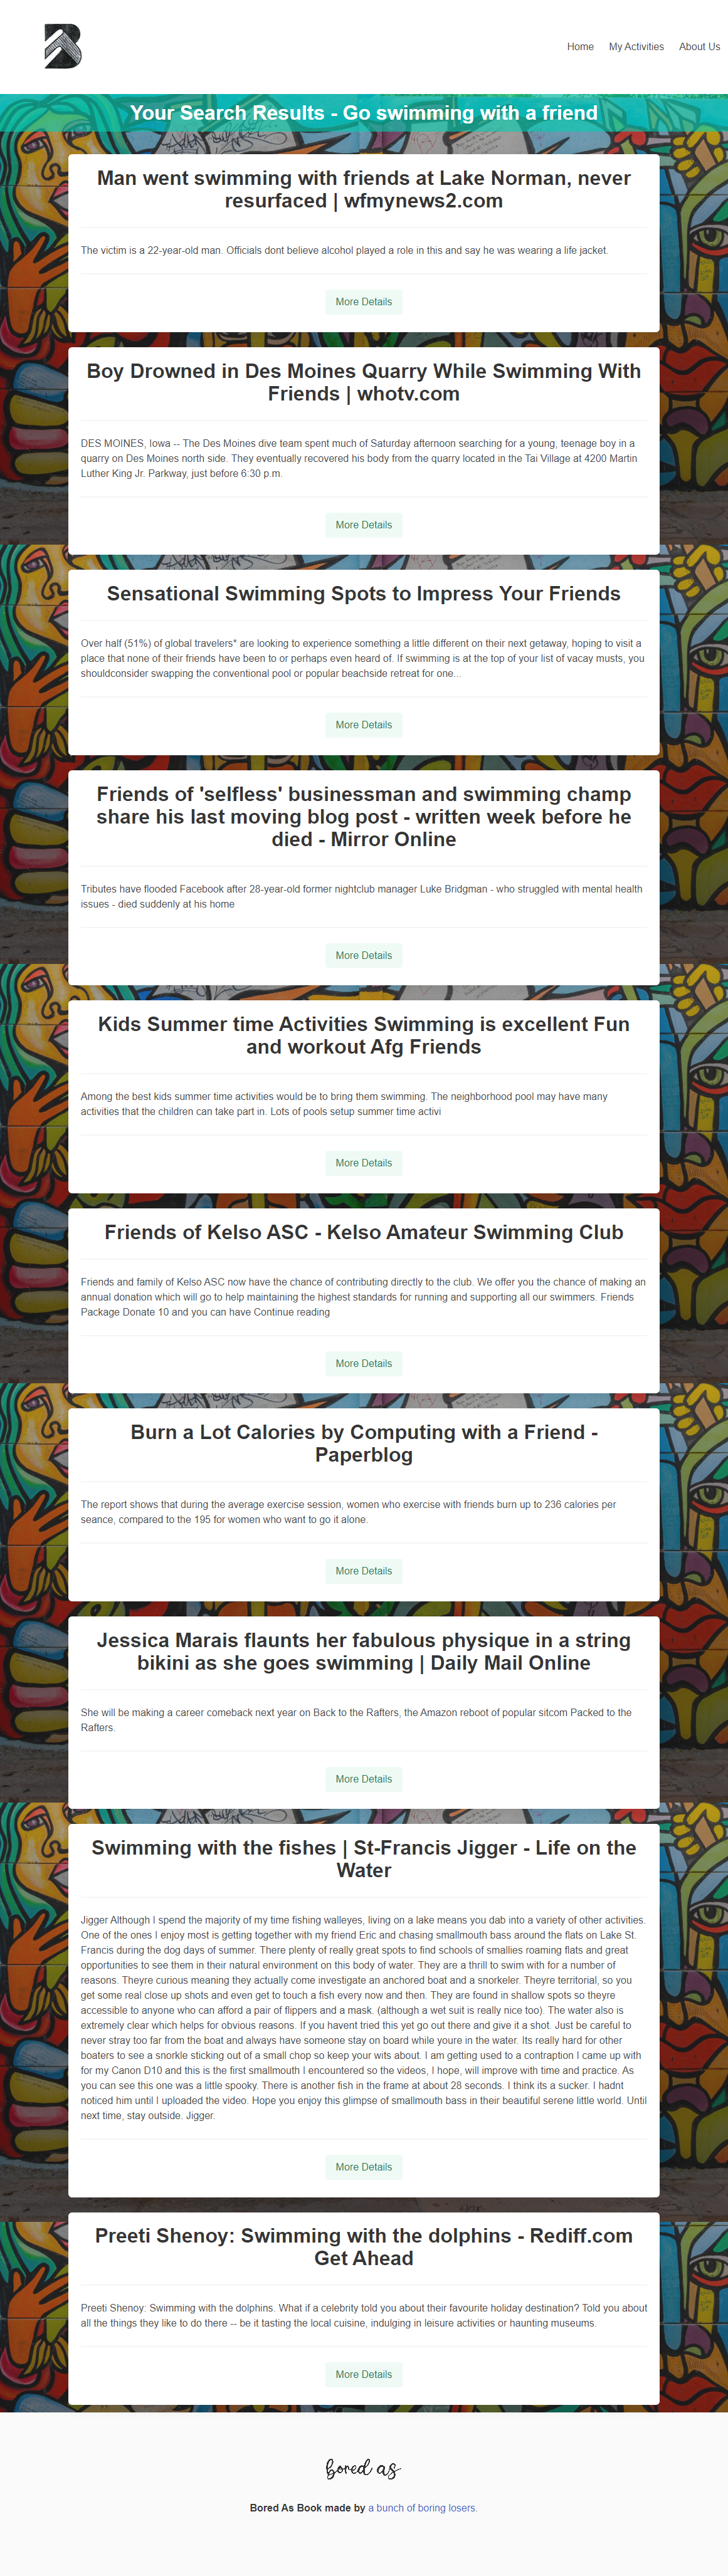 Home My Activities About Us
Your Search Results - Go swimming with a friend
Man went swimming with friends at Lake Norman, never
resurfaced | wfmynews2.com
The victim is a 22-year-old man. Officials dont believe alcohol played a role in this and say he was wearing a life jacket.
More Details
Boy Drowned in Des Moines Quarry While Swimming With
Friends | whotv.com
DES MOINES, Iowa -- The Des Moines dive team spent much of Saturday afternoon searching for a young, teenage boy in a
quarry on Des Moines north side. They eventually recovered his body from the quarry located in the Tai Village at 4200 Martin
Luther King Jr. Parkway, just before 6:30 p.m.
More Details
Sensational Swimming Spots to Impress Your Friends
Over half (51%) of global travelers* are looking to experience something a little different on their next getaway, hoping to visit a
place that none of their friends have been to or perhaps even heard of. If swimming is at the top of your list of vacay musts, you
shouldconsider swapping the conventional pool or popular beachside retreat for one...
More Details
Friends of 'selfless' businessman and swimming champ
share his last moving blog post - written week before he
died - Mirror Online
Tributes have flooded Facebook after 28-year-old former nightclub manager Luke Bridgman - who struggled with mental health
issues - died suddenly at his home
More Details
Kids Summer time Activities Swimming is excellent Fun
and workout Afg Friends
Among the best kids summer time activities would be to bring them swimming. The neighborhood pool may have many
activities that the children can take part in. Lots of pools setup summer time activi
More Details
Friends of Kelso ASC - Kelso Amateur Swimming Club
Friends and family of Kelso ASC now have the chance of contributing directly to the club. We offer you the chance of making an
annual donation which will go to help maintaining the highest standards for running and supporting all our swimmers. Friends
Package Donate 10 and you can have Continue reading
More Details
Burn a Lot Calories by Computing with a Friend -
Paperblog
The report shows that during the average exercise session, women who exercise with friends burn up to 236 calories per
seance, compared to the 195 for women who want to go it alone.
More Details
Jessica Marais flaunts her fabulous physique in a string
bikini as she goes swimming | Daily Mail Online
She will be making a career comeback next year on Back to the Rafters, the Amazon reboot of popular sitcom Packed to the
Rafters.
More Details
Swimming with the fishes | St-Francis Jigger - Life on the
Water
Jigger Although I spend the majority of my time fishing walleyes, living on a lake means you dab into a variety of other activities.
One of the ones I enjoy most is getting together with my friend Eric and chasing smallmouth bass around the flats on Lake St.
Francis during the dog days of summer. There plenty of really great spots to find schools of smallies roaming flats and great
opportunities to see them in their natural environment on this body of water. They are a thrill to swim with for a number of
reasons. Theyre curious meaning they actually come investigate an anchored boat and a snorkeler. Theyre territorial, so you
get some real close up shots and even get to touch a fish every now and then. They are found in shallow spots so theyre
accessible to anyone who can afford a pair of flippers and a mask. (although a wet suit is really nice too). The water also is
extremely clear which helps for obvious reasons. If you havent tried this yet go out there and give it a shot. Just be careful to
never stray too far from the boat and always have someone stay on board while youre in the water. Its really hard for other
boaters to see a snorkle sticking out of a small chop so keep your wits about. I am getting used to a contraption I came up with
for my Canon D10 and this is the first smallmouth I encountered so the videos, I hope, will improve with time and practice. As
you can see this one was a little spooky. There is another fish in the frame at about 28 seconds. I think its a sucker. I hadnt
noticed him until I uploaded the video. Hope you enjoy this glimpse of smallmouth bass in their beautiful serene little world. Until
next time, stay outside. Jigger.
More Details
Preeti Shenoy: Swimming with the dolphins - Rediff.com
Get Ahead
Preeti Shenoy: Swimming with the dolphins. What if a celebrity told you about their favourite holiday destination? Told you about
all the things they like to do there -- be it tasting the local cuisine, indulging in leisure activities or haunting museums.
More Details
bored as
Bored As Book made by a bunch of boring losers.